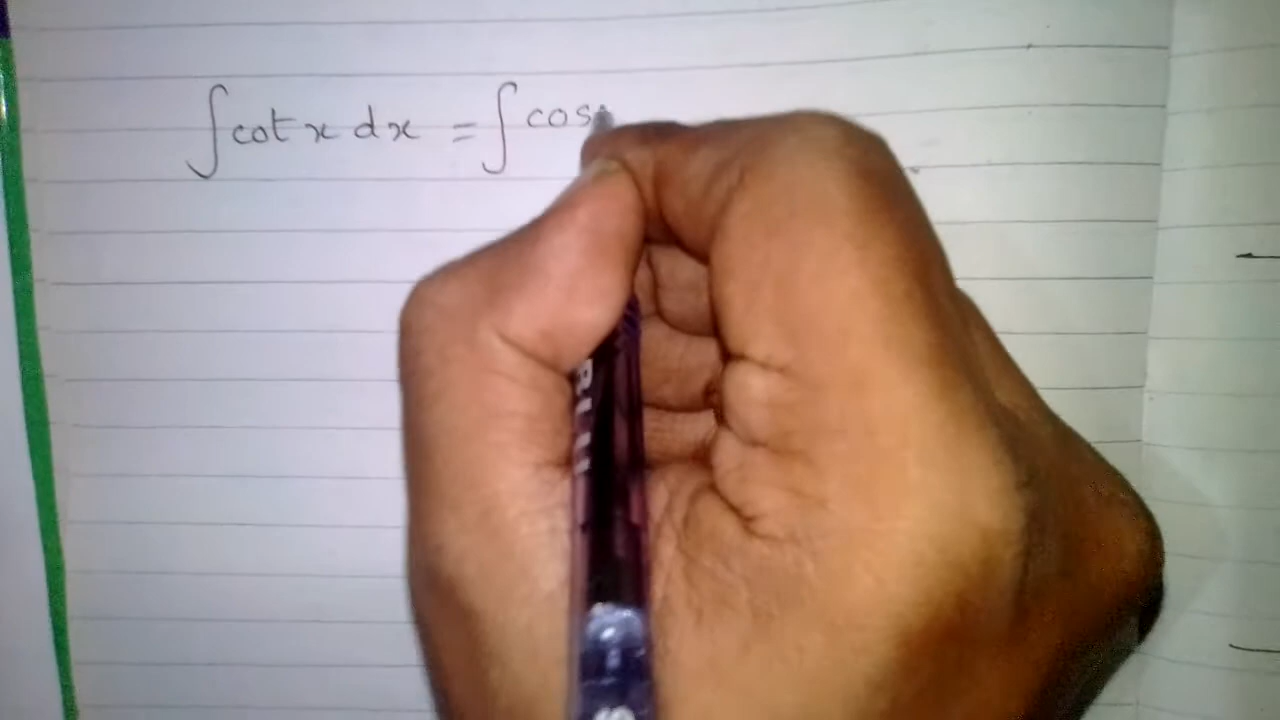 ∫cot x dx = ∫cos